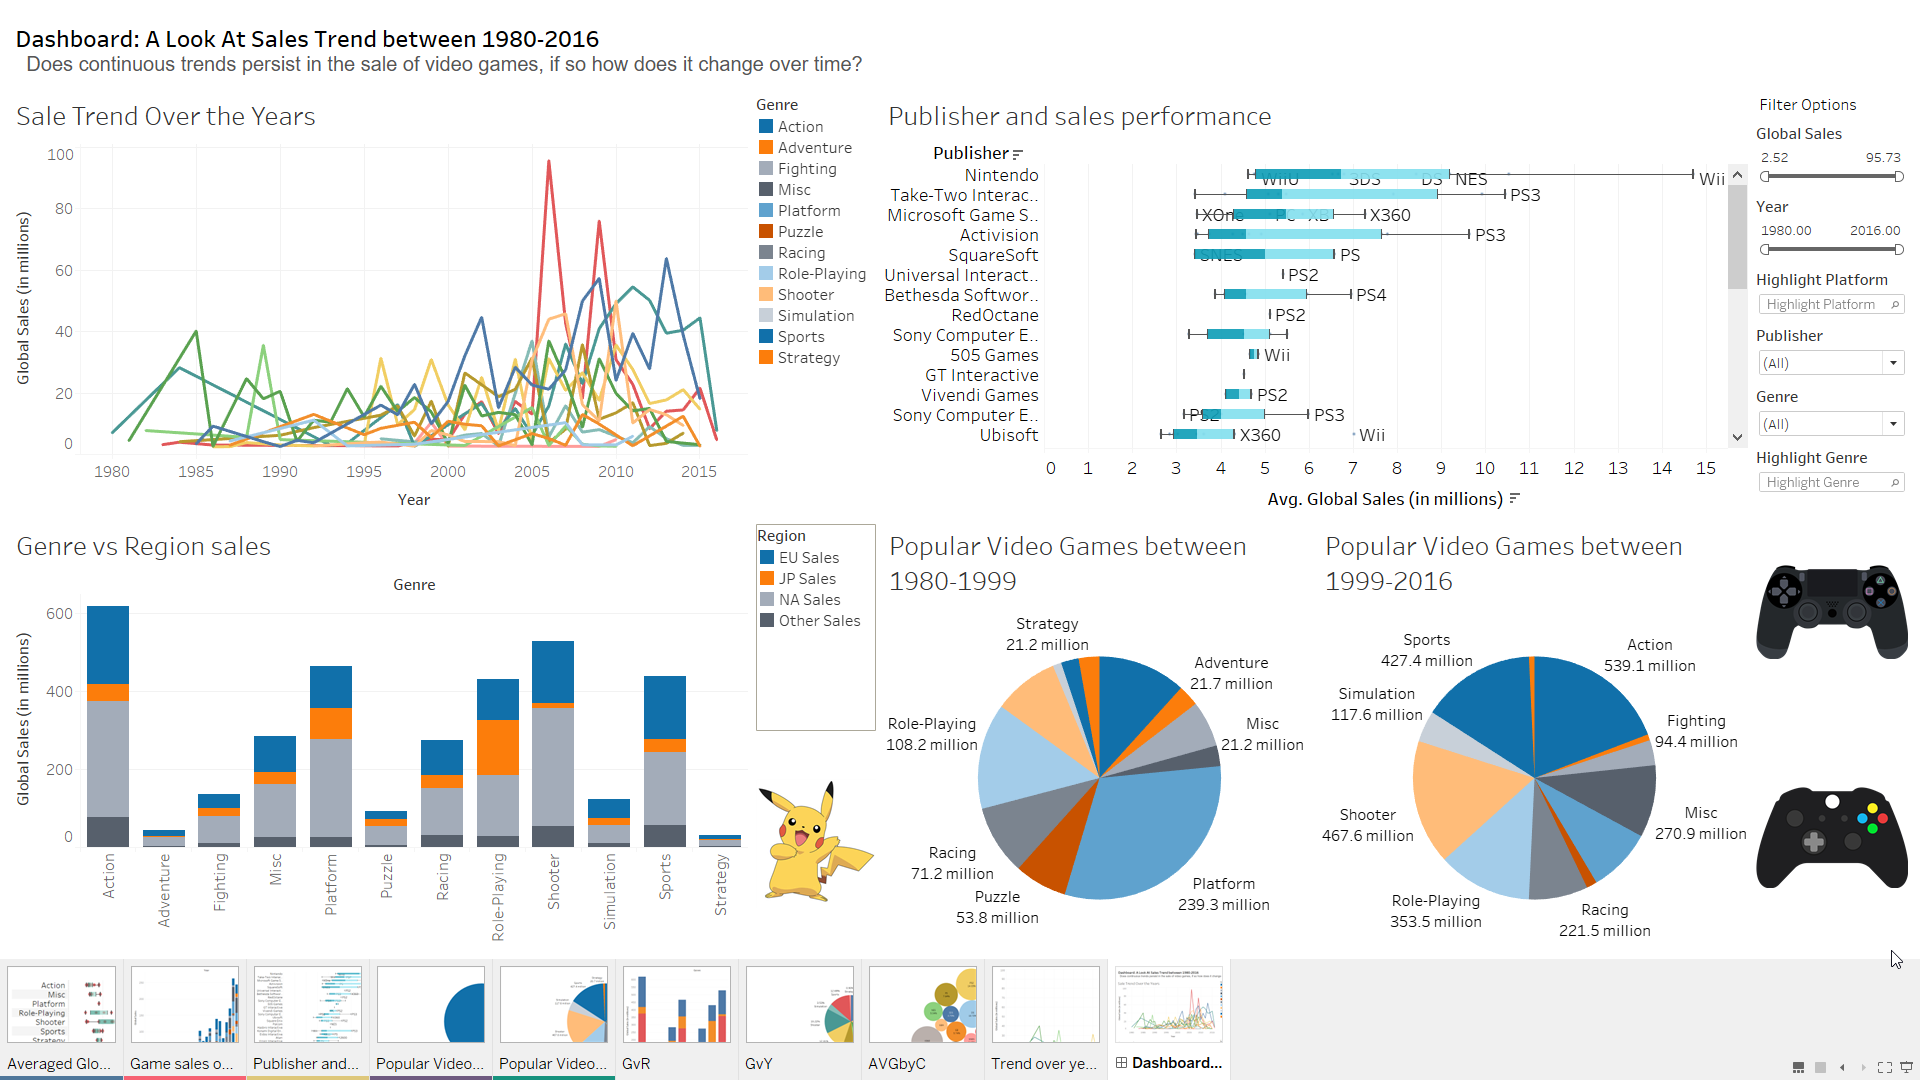 Dashboard: A Look At Sales Trend between 1980-2016
Does continuous trends persist in the sale of video games, if so how does it change over time?
Sale Trend Over the Years
Global Sales (in millions)
100
80
60
40
20
0
1980
1985
1990
1995
2000
2005
2010
2015
Year
Genre
Action
Adventure
Fighting
Misc
Platform
Puzzle
Racing
Role-Playing
Shooter
Simulation
Sports
Strategy
Publisher and sales performance
Publisher
Nintendo
WiiU
3DS
DS
NES
Wii
Take-Two Interac..
PS3
Microsoft Game S..
XOne
PC
XB
X360
Activision
PS3
SquareSoft
SNES
PS
Universal Interact..
PS2
Bethesda Softwor..
PS4
RedOctane
PS2
Sony Computer E..
505 Games
Wii
GT Interactive
Vivendi Games
PS2
Sony Computer E..
PS2
PS3
Ubisoft
X360
Wii
0
1
2
3
4
5
6
7
8
9
10
11
12
13
14
15
Avg. Global Sales (in millions)
Filter Options
Global Sales
2.52
95.73
Year
1980.00
2016.00
Highlight Platform
Highlight Platform
Publisher
(All)
Genre
(All)
Highlight Genre
Highlight Genre
Genre vs Region sales
Genre
Global Sales (in millions)
600
400
200
0
Action
Adventure
Fighting
Misc
Platform
Puzzle
Racing
Role-Playing
Shooter
Simulation
Sports
Strategy
Region
EU Sales
JP Sales
NA Sales
Other Sales
Popular Video Games between
1980-1999
Strategy
21.2 million
Adventure
21.7 million
Misc
21.2 million
Role-Playing
108.2 million
Racing
71.2 million
Puzzle
53.8 million
Platform
239.3 million
Popular Video Games between
1999-2016
Sports
427.4 million
Action
539.1 million
Simulation
117.6 million
Fighting
94.4 million
Shooter
467.6 million
Misc
270.9 million
Role-Playing
353.5 million
Racing
221.5 million
Action
Misc
Platform
Role-Playing
Shooter
Sports
Strategy
Averaged Glo...
Game sales o...
Publisher and...
Popular Video...
Popular Video...
GvR
GvY
AVGbyC
Trend over ye...
Dashboard...